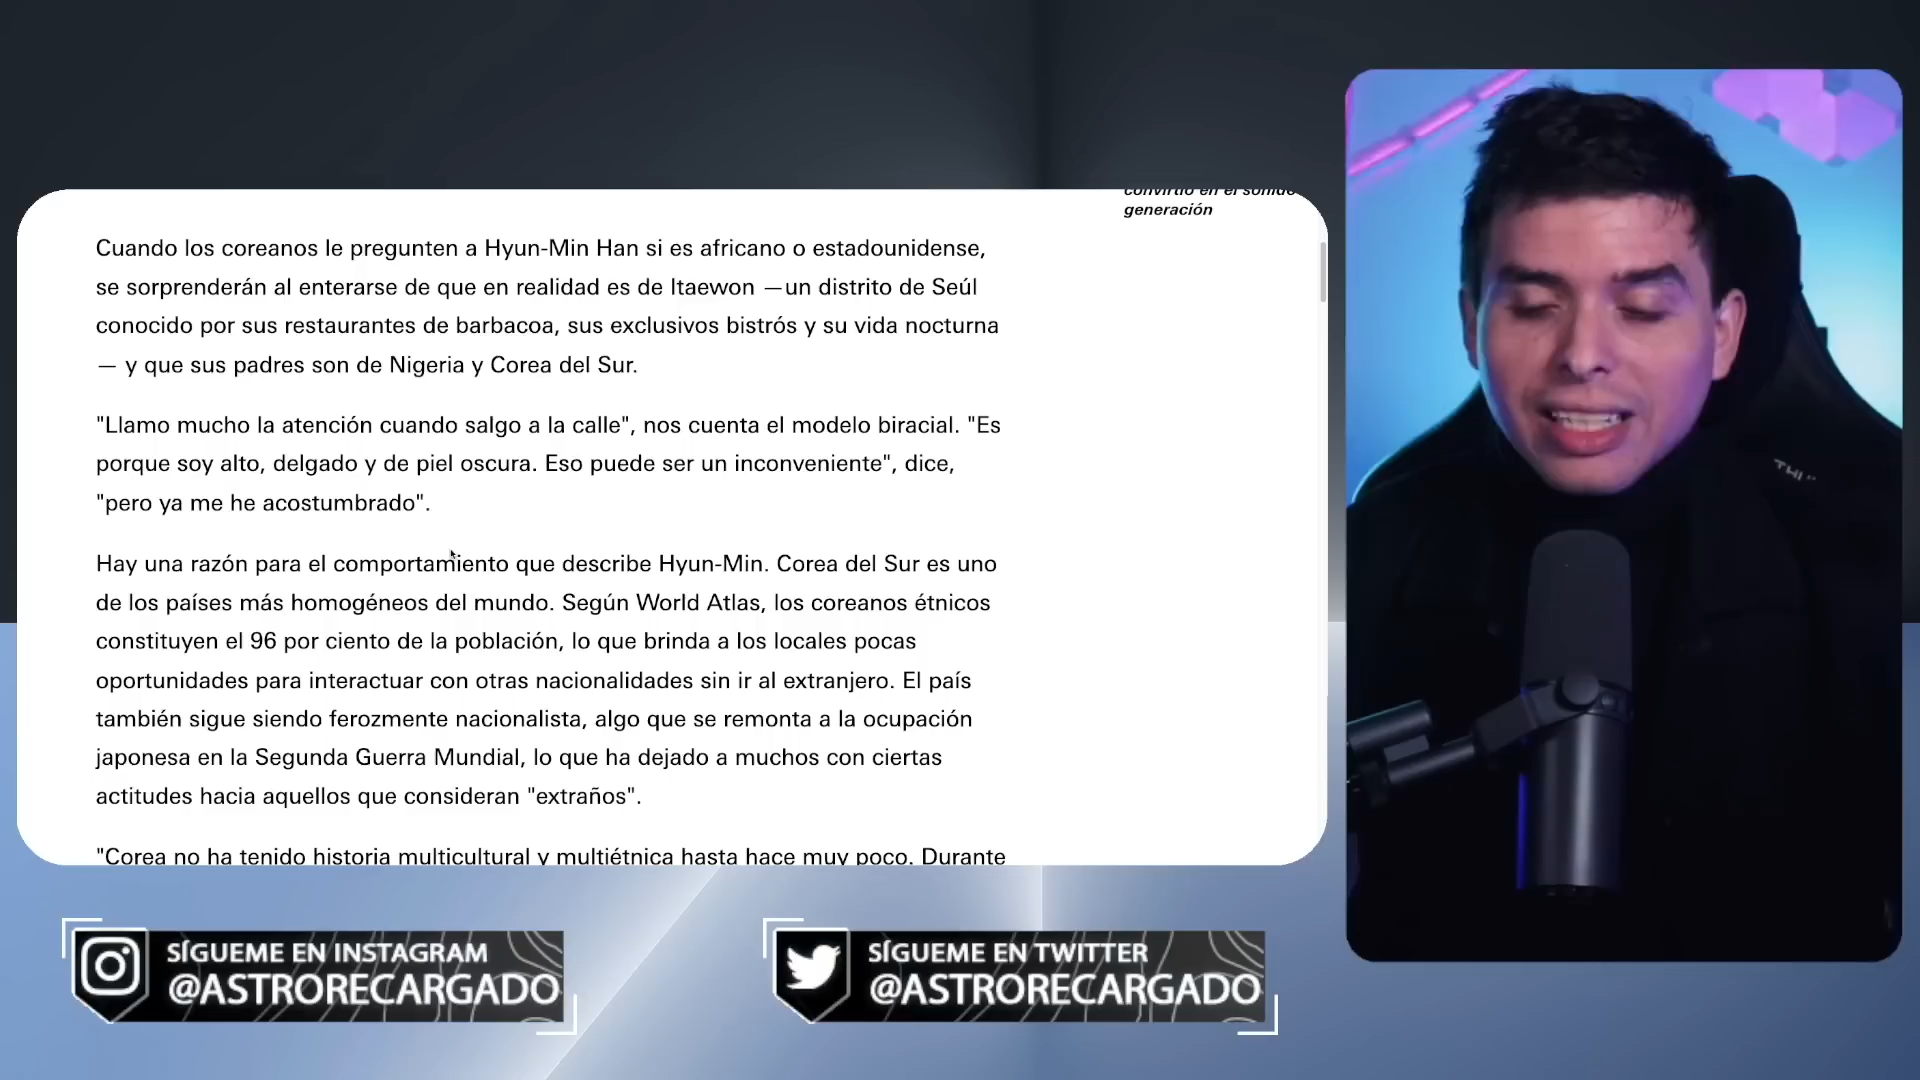 convirtió en el sonido
generación
Cuando los coreanos le pregunten a Hyun-Min Han si es africano o estadounidense,
se sorprenderán al enterarse de que en realidad es de Itaewon —un distrito de Seúl
conocido por sus restaurantes de barbacoa, sus exclusivos bistrós y su vida nocturna
— y que sus padres son de Nigeria y Corea del Sur.
"Llamo mucho la atención cuando salgo a la calle", nos cuenta el modelo biracial. "Es
porque soy alto, delgado y de piel oscura. Eso puede ser un inconveniente", dice,
"pero ya me he acostumbrado".
Hay una razón para el comportamiento que describe Hyun-Min. Corea del Sur es uno
de los países más homogéneos del mundo. Según World Atlas, los coreanos étnicos
constituyen el 96 por ciento de la población, lo que brinda a los locales pocas
oportunidades para interactuar con otras nacionalidades sin ir al extranjero. El país
también sigue siendo ferozmente nacionalista, algo que se remonta a la ocupación
japonesa en la Segunda Guerra Mundial, lo que ha dejado a muchos con ciertas
actitudes hacia aquellos que consideran "extraños".
"Corea no ha tenido historia multicultural y multiétnica hasta hace muy poco. Durante
SÍGUEME EN INSTAGRAM
@ASTRORECARGADO
SÍGUEME EN TWITTER
@ASTRORECARGADO